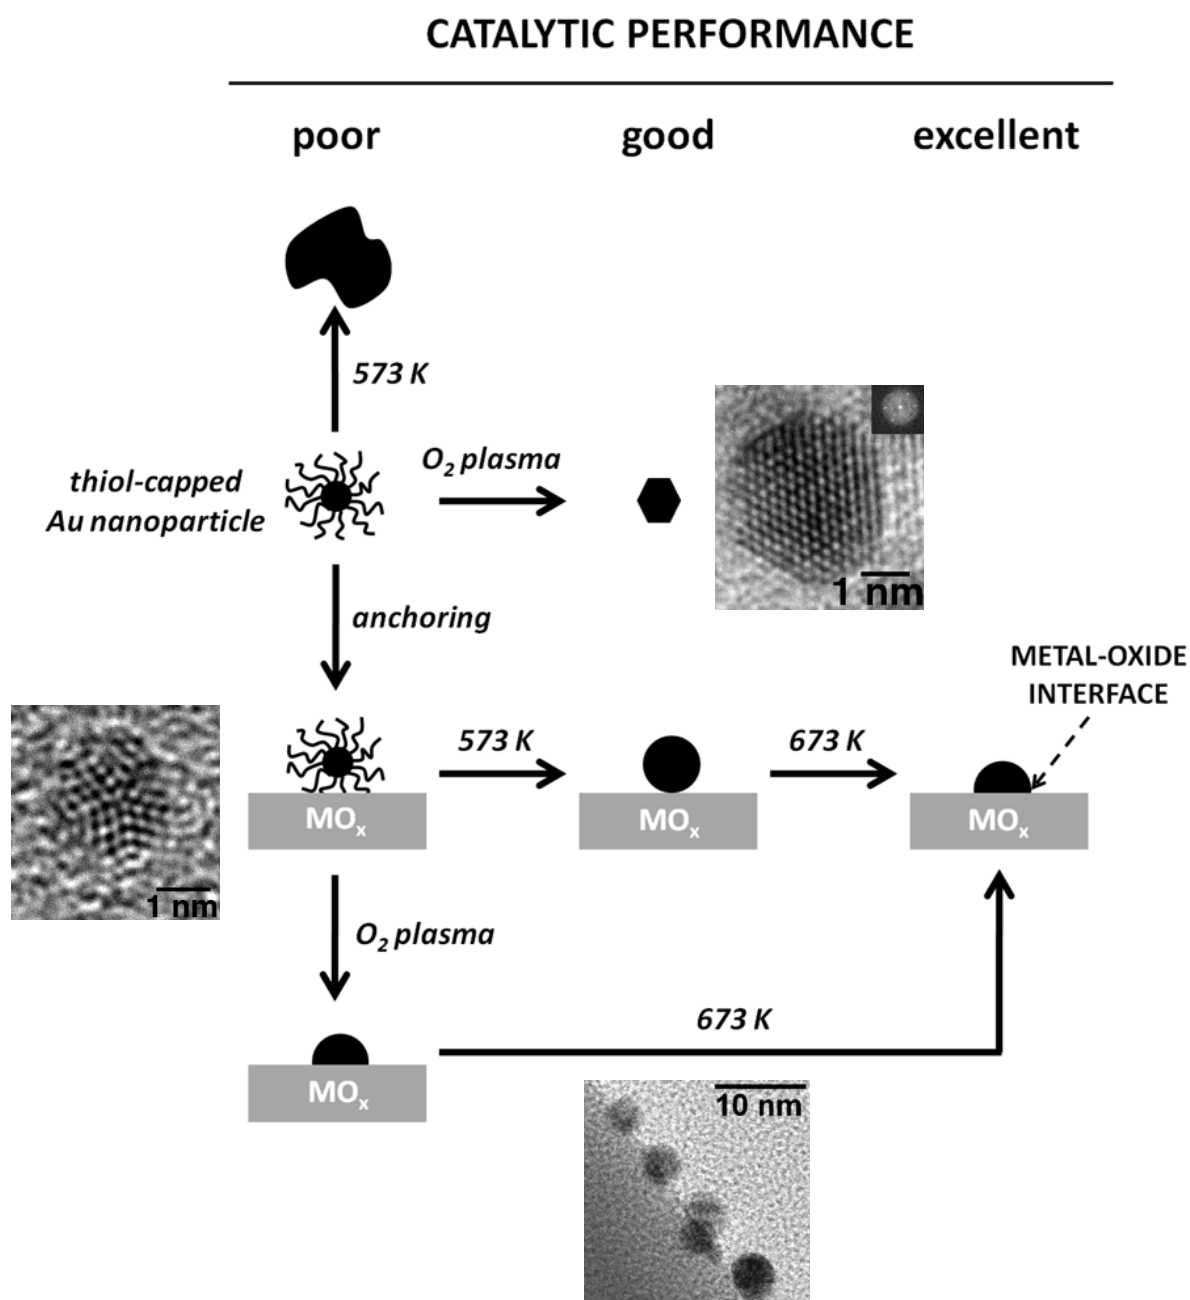 CATALYTIC PERFORMANCE
poor
good
excellent
573 K
thiol-capped
Au nanoparticle
O₂ plasma
1 nm
anchoring
METAL-OXIDE
INTERFACE
573 K
673 K
MOₓ
MOₓ
MOₓ
1 nm
O₂ plasma
673 K
MOₓ
10 nm